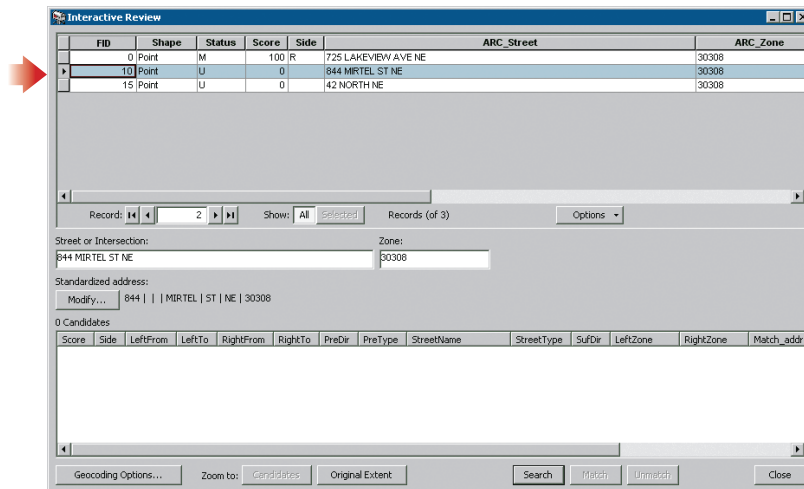 Interactive Review
FID Shape Status Score Side ARC_Street ARC_Zone
0 Point M 100 R 725 LAKEVIEW AVE NE 30308
10 Point U 0 844 MIRTEL ST NE 30308
15 Point U 0 42 NORTH NE 30308
Record: 2 Show: All Selected Records (of 3) Options
Street or Intersection: Zone:
844 MIRTEL ST NE 30308
Standardized address:
Modify... 844 | | | MIRTEL | ST | NE | 30308
0 Candidates
Score Side LeftFrom LeftTo RightFrom RightTo PreDir PreType StreetName StreetType SufDir LeftZone RightZone Match_addr
Geocoding Options... Zoom to: Candidates Original Extent Search Match Unmatch Close